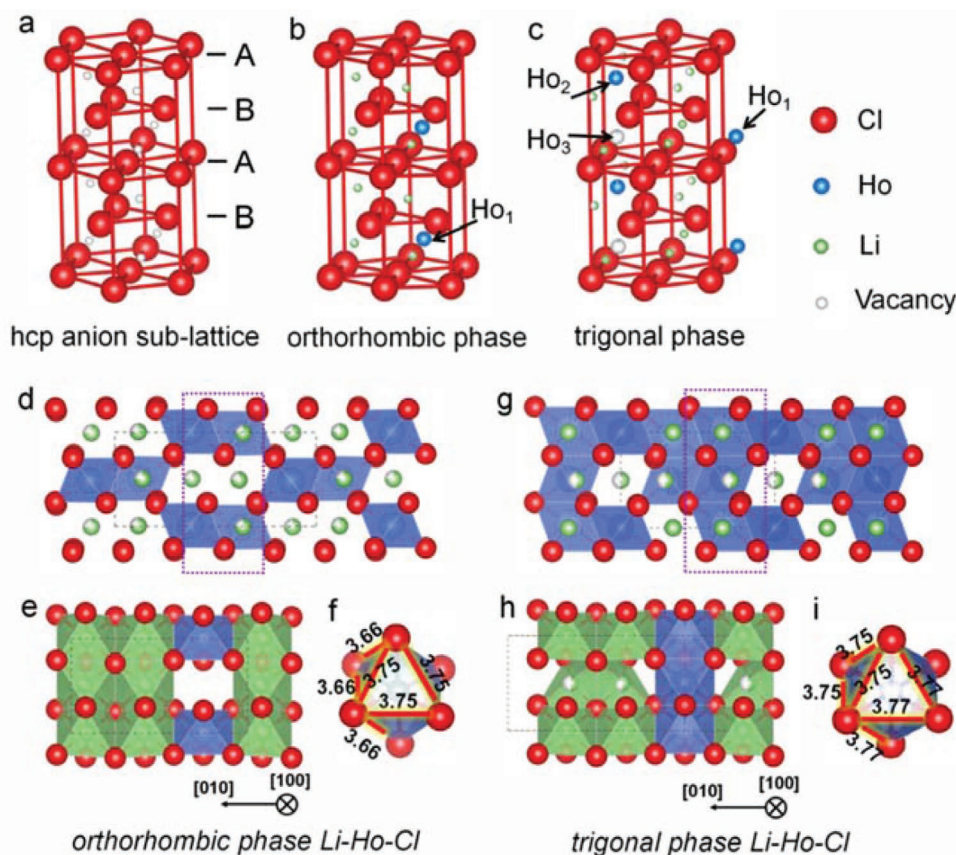 a
A
B
A
B
hcp anion sub-lattice
b
Ho1
orthorhombic phase
c
Ho2
Ho1
Ho3
trigonal phase
Cl
Ho
Li
Vacancy
d
g
e
[010]
[100]
f
3.66
3.75
3.75
3.66
3.75
3.66
orthorhombic phase Li-Ho-Cl
h
[010]
[100]
i
3.75
3.75
3.77
3.75
3.77
3.77
trigonal phase Li-Ho-Cl